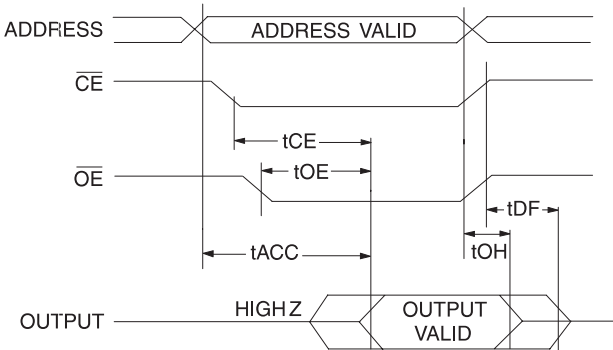 ADDRESS
ADDRESS VALID
CE
tCE
tOE
OE
tDF
tACC
tOH
HIGH Z
OUTPUT
OUTPUT
VALID